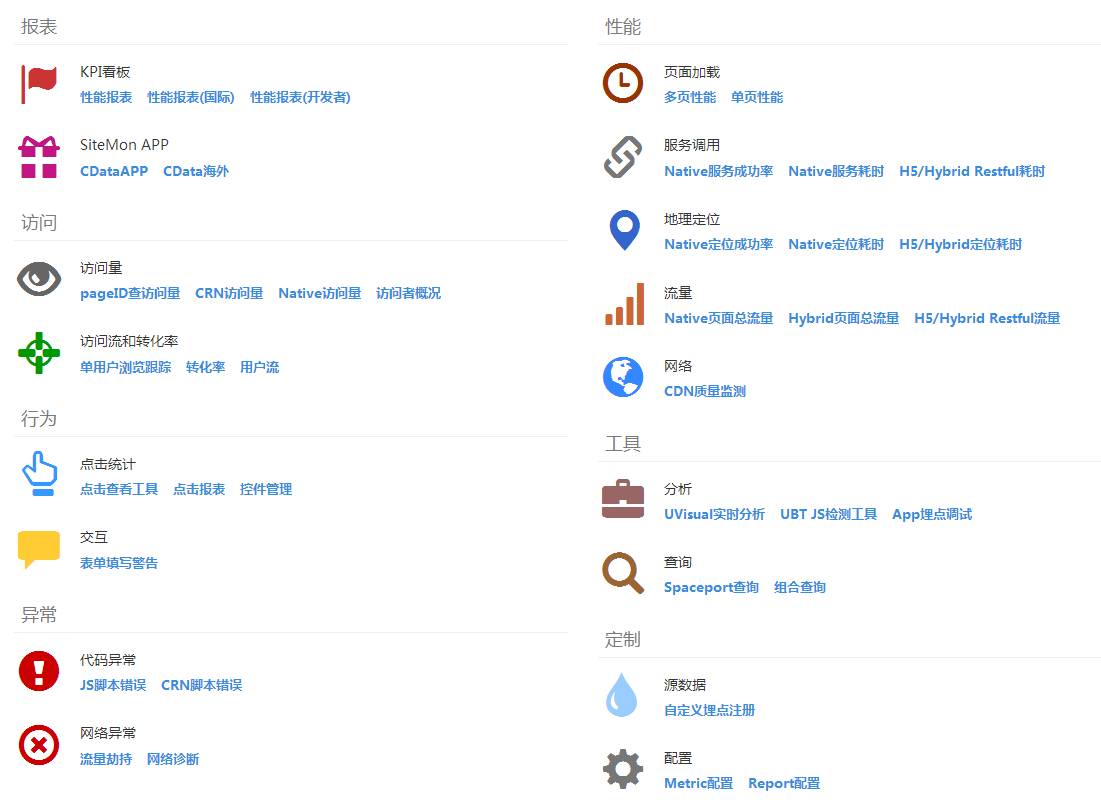 报表
KPI看板
性能报表 性能报表(国际) 性能报表(开发者)
SiteMon APP
CDataAPP CData海外
访问
访问量
pageID查访问量 CRN访问量 Native访问量 访问者概况
访问流和转化率
单用户浏览跟踪 转化率 用户流
行为
点击统计
点击查看工具 点击报表 控件管理
交互
表单填写警告
异常
代码异常
JS脚本错误 CRN脚本错误
网络异常
流量劫持 网络诊断
性能
页面加载
多页性能 单页性能
服务调用
Native服务成功率 Native服务耗时 H5/Hybrid Restful耗时
地理定位
Native定位成功率 Native定位耗时 H5/Hybrid定位耗时
流量
Native页面总流量 Hybrid页面总流量 H5/Hybrid Restful流量
网络
CDN质量监测
工具
分析
UVisual实时分析 UBT JS检测工具 App埋点调试
查询
Spaceport查询 组合查询
定制
源数据
自定义埋点注册
配置
Metric配置 Report配置